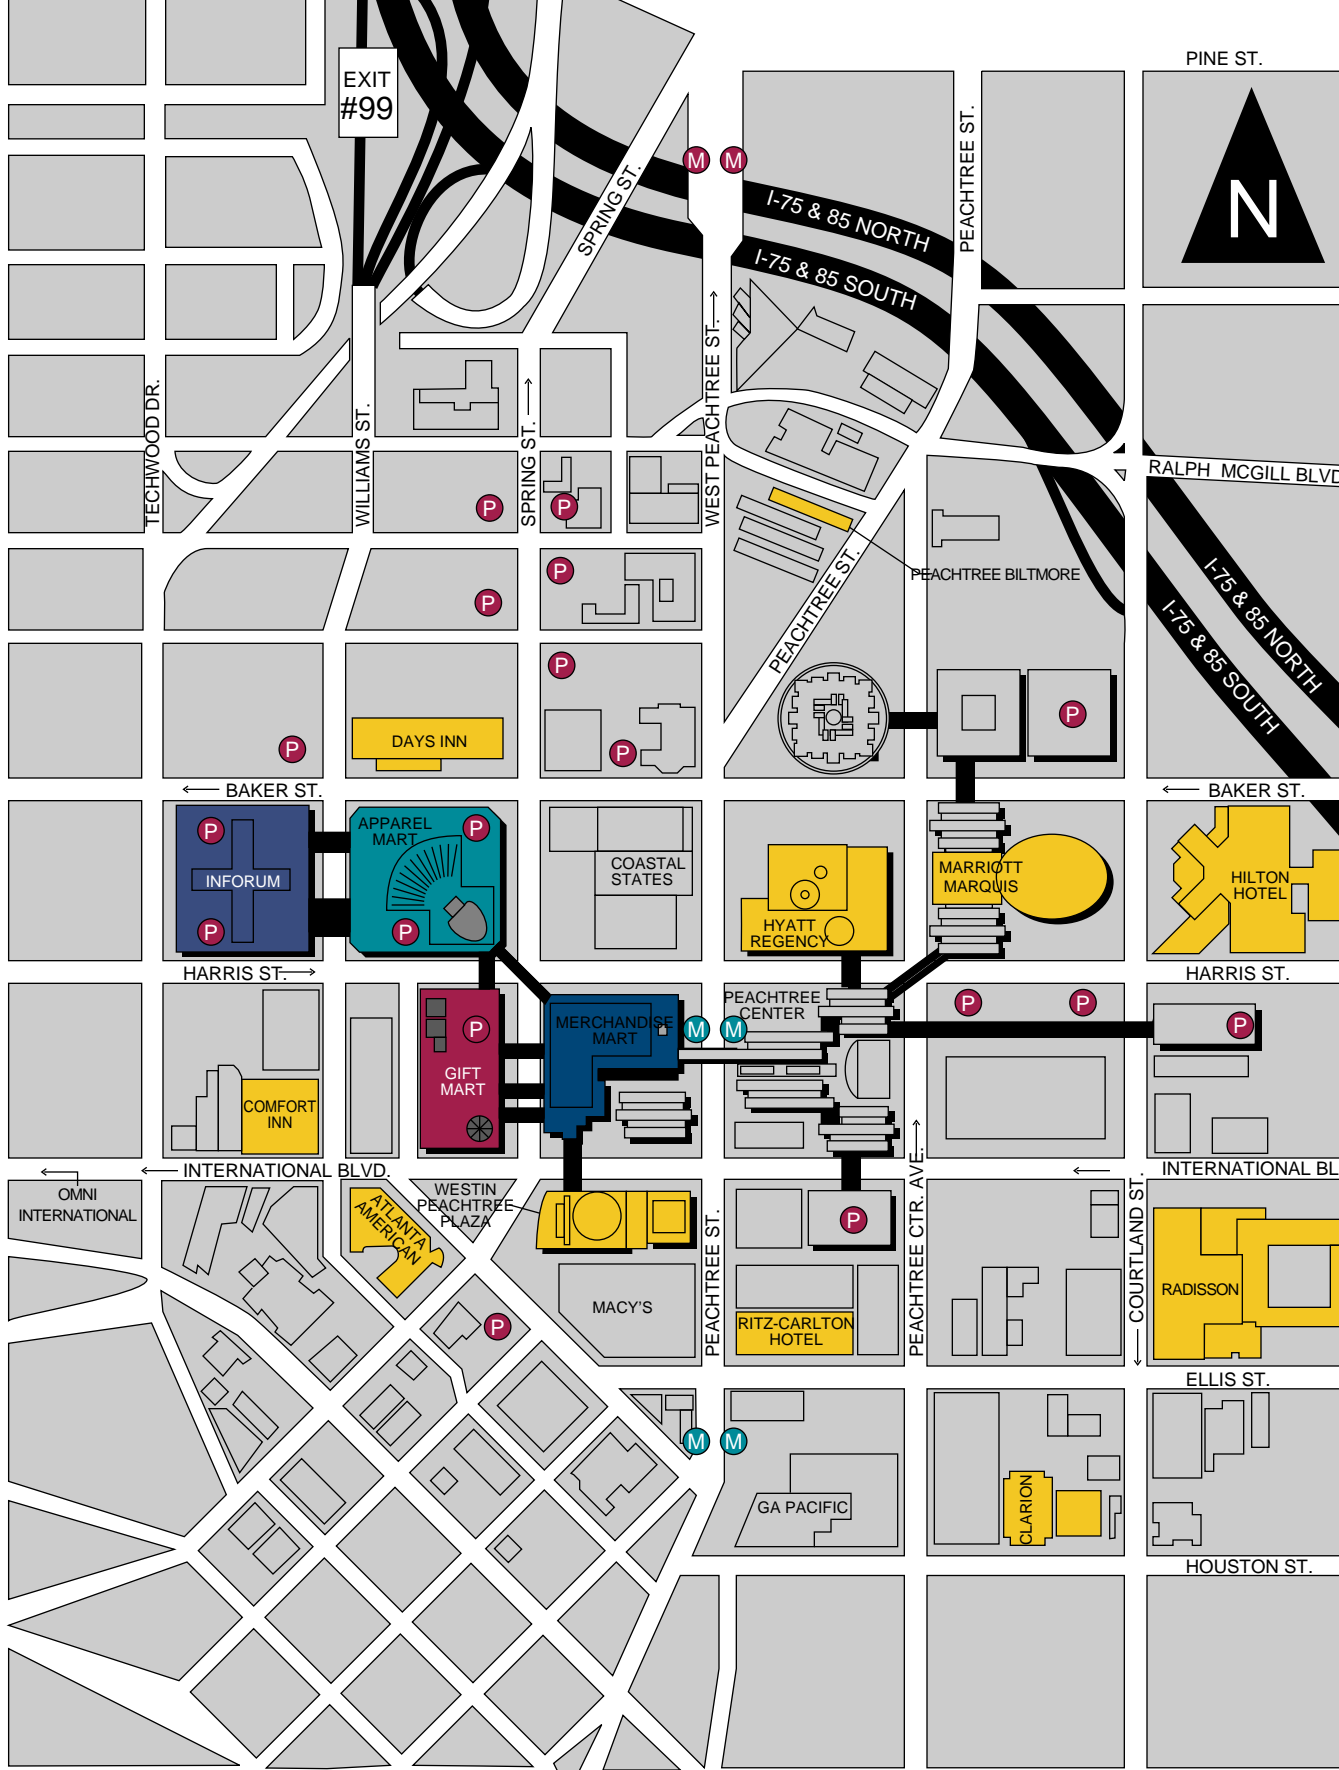 PINE ST.
EXIT
#99
N
M
M
SPRING ST.
PEACHTREE ST.
I-75 & 85 NORTH
I-75 & 85 SOUTH
WEST PEACHTREE ST.
TECHWOOD DR.
WILLIAMS ST.
SPRING ST.
RALPH MCGILL BLVD
P
P
PEACHTREE BILTMORE
P
P
PEACHTREE ST.
I-75 & 85 NORTH
I-75 & 85 SOUTH
P
P
P
P
DAYS INN
BAKER ST.
BAKER ST.
P
APPAREL
MART
P
INFORUM
P
P
COASTAL
STATES
HYATT
REGENCY
MARRIOTT
MARQUIS
HILTON
HOTEL
HARRIS ST.
HARRIS ST.
PEACHTREE
CENTER
P
P
P
MERCHANDISE
MART
M
M
P
GIFT
MART
COMFORT
INN
INTERNATIONAL BLVD.
INTERNATIONAL BL
OMNI
INTERNATIONAL
ATLANTA
AMERICAN
WESTIN
PEACHTREE
PLAZA
P
PEACHTREE ST.
PEACHTREE CTR. AVE.
COURTLAND ST.
RADISSON
MACY'S
P
RITZ-CARLTON
HOTEL
ELLIS ST.
M
M
GA PACIFIC
CLARION
HOUSTON ST.